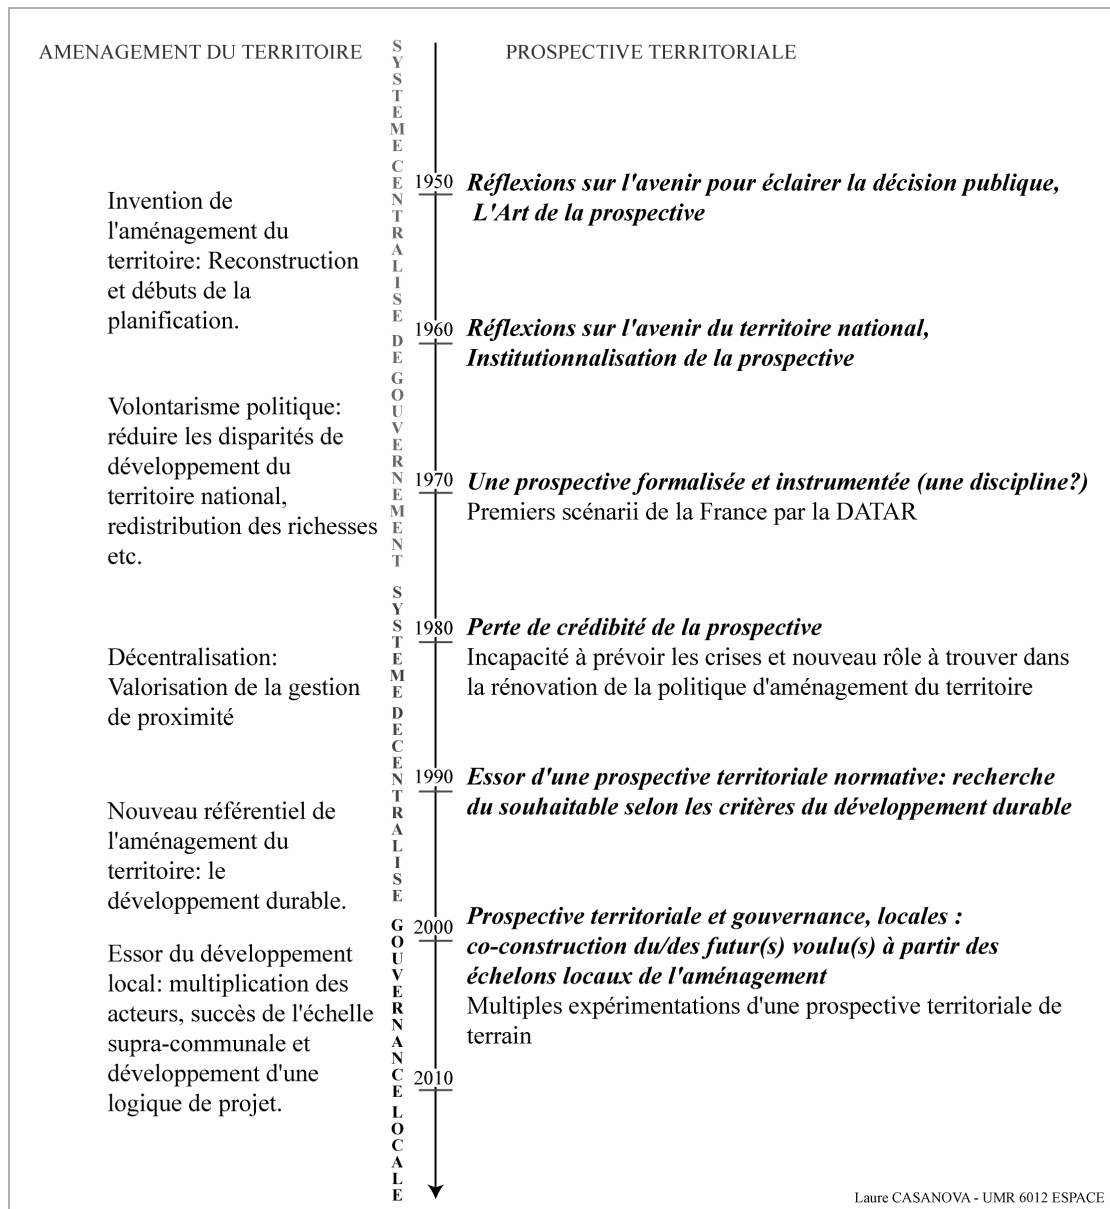 AMENAGEMENT DU TERRITOIRE
PROSPECTIVE TERRITORIALE
SYSTEME CENTRALISE DE GOUVERNEMENT
SYSTEME DECENTRALISE
GOUVERNANCE LOCALE
Invention de
l'aménagement du
territoire: Reconstruction
et débuts de la
planification.
Volontarisme politique:
réduire les disparités de
développement du
territoire national,
redistribution des richesses
etc.
Décentralisation:
Valorisation de la gestion
de proximité
Nouveau référentiel de
l'aménagement du
territoire: le
développement durable.
Essor du développement
local: multiplication des
acteurs, succès de l'échelle
supra-communale et
développement d'une
logique de projet.
1950
Réflexions sur l'avenir pour éclairer la décision publique,
L'Art de la prospective
1960
Réflexions sur l'avenir du territoire national,
Institutionnalisation de la prospective
1970
Une prospective formalisée et instrumentée (une discipline?)
Premiers scénarii de la France par la DATAR
1980
Perte de crédibité de la prospective
Incapacité à prévoir les crises et nouveau rôle à trouver dans
la rénovation de la politique d'aménagement du territoire
1990
Essor d'une prospective territoriale normative: recherche
du souhaitable selon les critères du développement durable
2000
Prospective territoriale et gouvernance, locales :
co-construction du/des futur(s) voulu(s) à partir des
échelons locaux de l'aménagement
Multiples expérimentations d'une prospective territoriale de
terrain
2010
Laure CASANOVA - UMR 6012 ESPACE